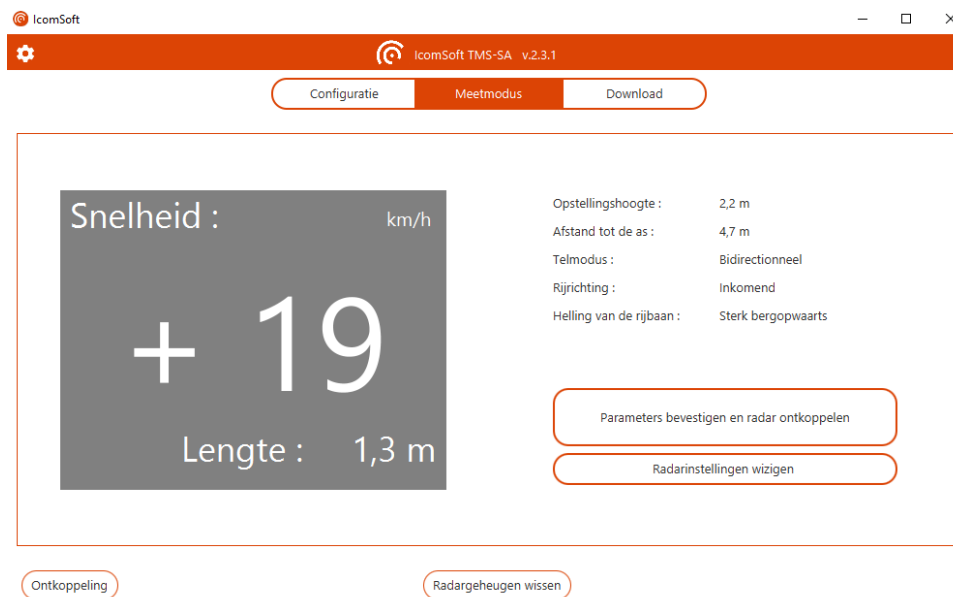 IcomSoft
IcomSoft TMS-SA v.2.3.1
Configuratie Meetmodus Download
Snelheid : km/h
+ 19
Lengte : 1,3 m
Opstellingshoogte : 2,2 m
Afstand tot de as : 4,7 m
Telmodus : Bidirectionneel
Rijrichting : Inkomend
Helling van de rijbaan : Sterk bergopwaarts
Parameters bevestigen en radar ontkoppelen
Radarinstellingen wizigen
Ontkoppeling Radargeheugen wissen